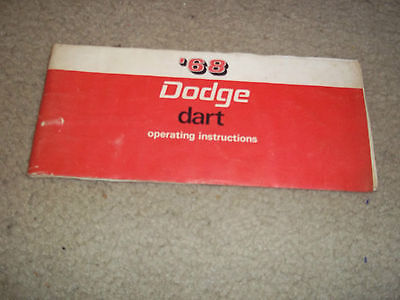 '68
Dodge
dart
operating instructions